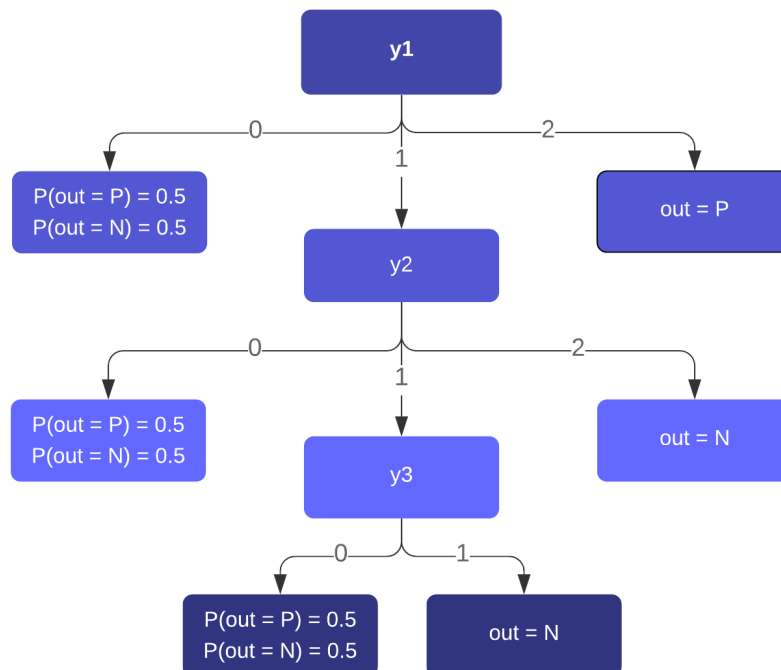 y1
0
1
2
P(out = P) = 0.5
P(out = N) = 0.5
out = P
y2
0
1
2
P(out = P) = 0.5
P(out = N) = 0.5
out = N
y3
0
1
P(out = P) = 0.5
P(out = N) = 0.5
out = N